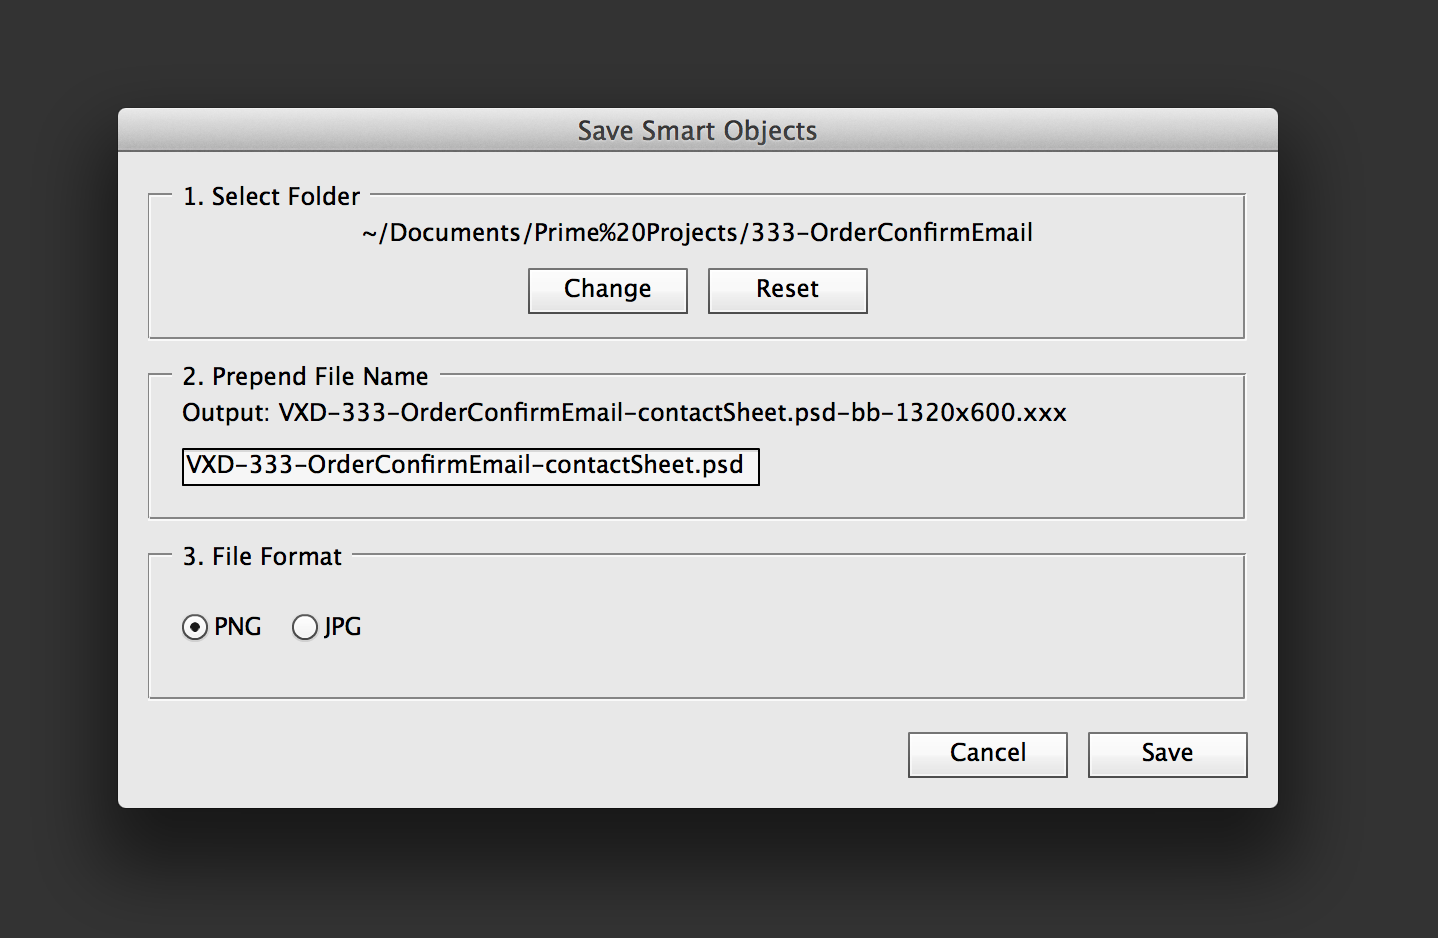 Save Smart Objects
1. Select Folder
~/Documents/Prime%20Projects/333-OrderConfirmEmail
Change Reset
2. Prepend File Name
Output: VXD-333-OrderConfirmEmail-contactSheet.psd-bb-1320x600.xxx
VXD-333-OrderConfirmEmail-contactSheet.psd
3. File Format
PNG JPG
Cancel Save